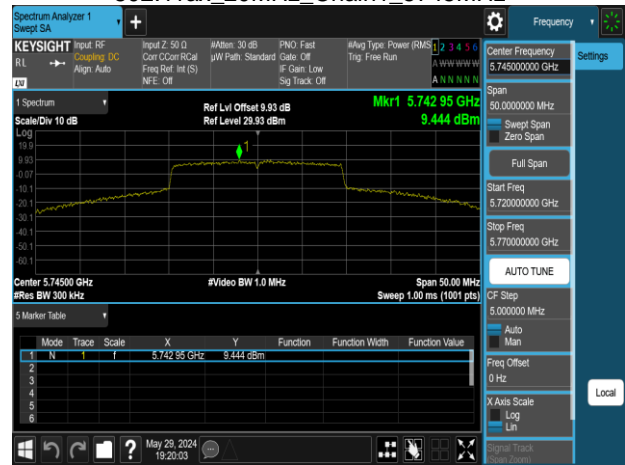 Spectrum Analyzer 1
Swept SA
Frequency
KEYSIGHT
RL
Input: RF
Coupling: DC
Align: Auto
Input Z: 50 Ω
Corr CCorr RCal
Freq Ref: Int (S)
NFE: Off
#Atten: 30 dB
µW Path: Standard
PNO: Fast
Gate: Off
IF Gain: Low
Sig Track: Off
#Avg Type: Power (RMS
Trig: Free Run
1 2 3 4 5 6
A W W W W W
A N N N N N
LXI
1 Spectrum
Scale/Div 10 dB
Ref Lvl Offset 9.93 dB
Ref Level 29.93 dBm
Mkr1 5.742 95 GHz
9.444 dBm
Log
19.9
9.93
-0.07
-10.1
-20.1
-30.1
-40.1
-50.1
-60.1
1
Center 5.74500 GHz
#Res BW 300 kHz
#Video BW 1.0 MHz
Span 50.00 MHz
Sweep 1.00 ms (1001 pts)
5 Marker Table
Mode Trace Scale X Y Function Function Width Function Value
1 N 1 f 5.742 95 GHz 9.444 dBm
2
3
4
5
6
May 29, 2024
19:20:03
Center Frequency
5.745000000 GHz
Settings
Span
50.0000000 MHz
Swept Span
Zero Span
Full Span
Start Freq
5.720000000 GHz
Stop Freq
5.770000000 GHz
AUTO TUNE
CF Step
5.000000 MHz
Auto
Man
Freq Offset
0 Hz
X Axis Scale
Log
Lin
Local
Signal Track
(Span Zoom)